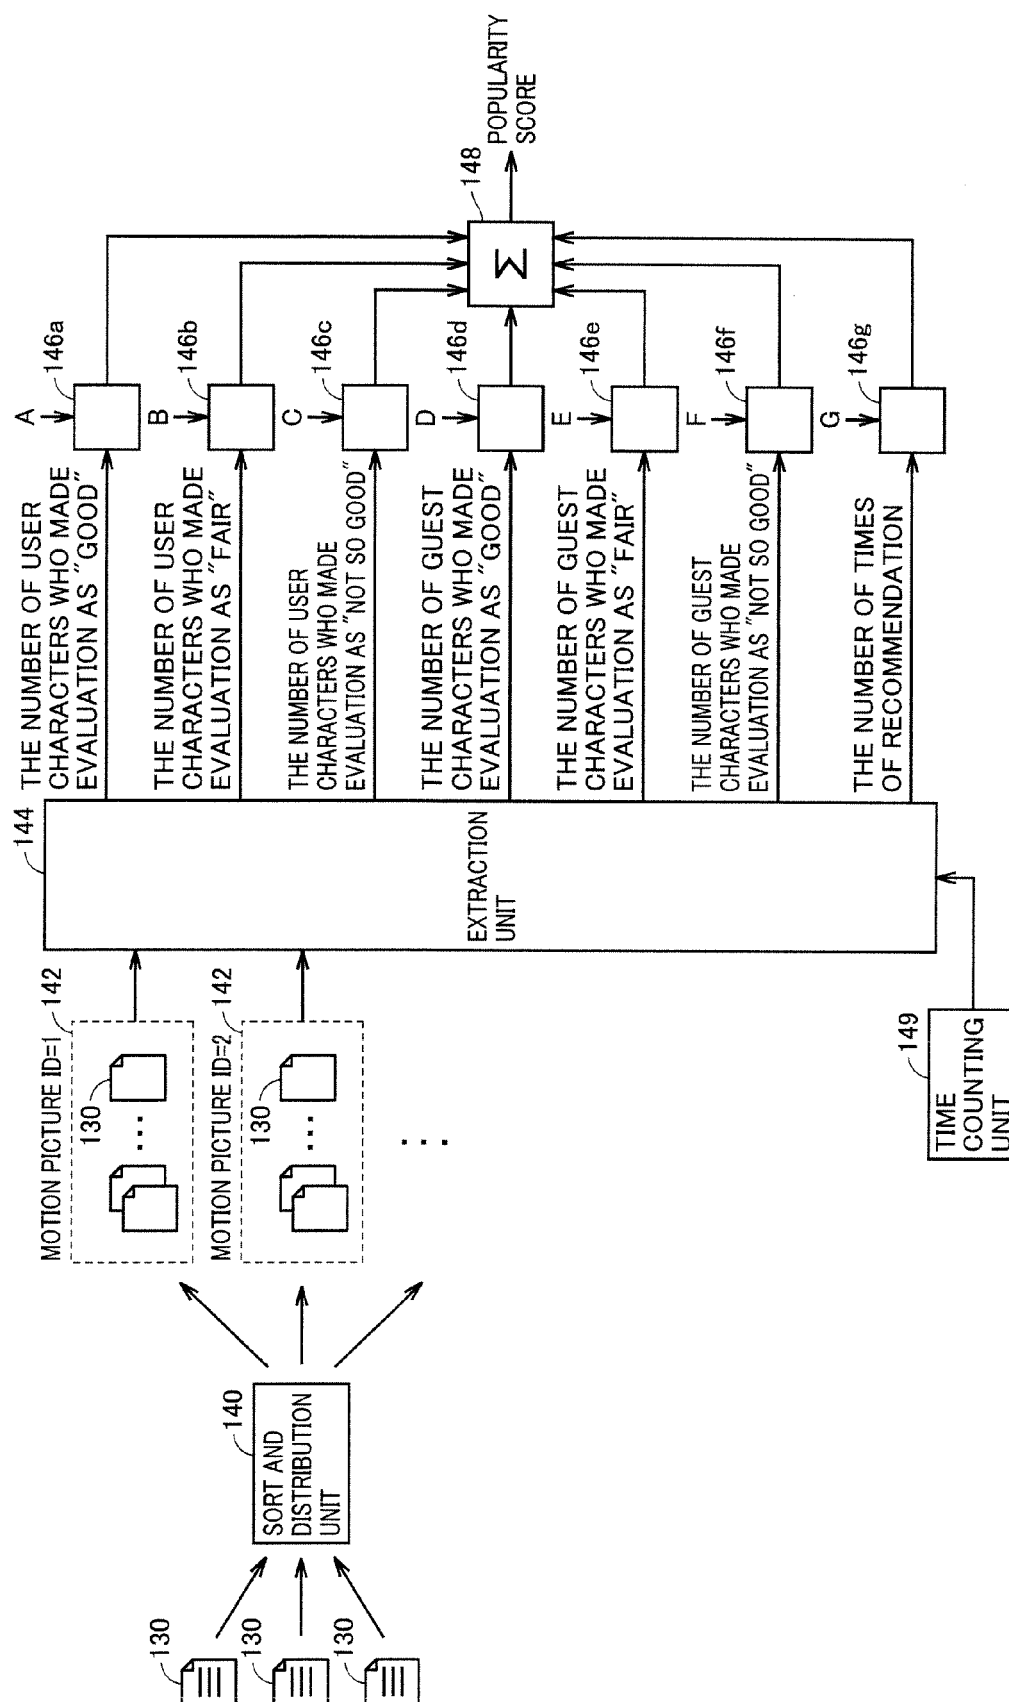 130
130
130
140
SORT AND
DISTRIBUTION
UNIT
MOTION PICTURE ID=1
142
130
...
MOTION PICTURE ID=2
142
130
...
...
144
EXTRACTION
UNIT
149
TIME
COUNTING
UNIT
THE NUMBER OF USER
CHARACTERS WHO MADE
EVALUATION AS "GOOD"
THE NUMBER OF USER
CHARACTERS WHO MADE
EVALUATION AS "FAIR"
THE NUMBER OF USER
CHARACTERS WHO MADE
EVALUATION AS "NOT SO GOOD"
THE NUMBER OF GUEST
CHARACTERS WHO MADE
EVALUATION AS "GOOD"
THE NUMBER OF GUEST
CHARACTERS WHO MADE
EVALUATION AS "FAIR"
THE NUMBER OF GUEST
CHARACTERS WHO MADE
EVALUATION AS "NOT SO GOOD"
THE NUMBER OF TIMES
OF RECOMMENDATION
A
146a
B
146b
C
146c
D
146d
E
146e
F
146f
G
146g
148
Σ
POPULARITY
SCORE